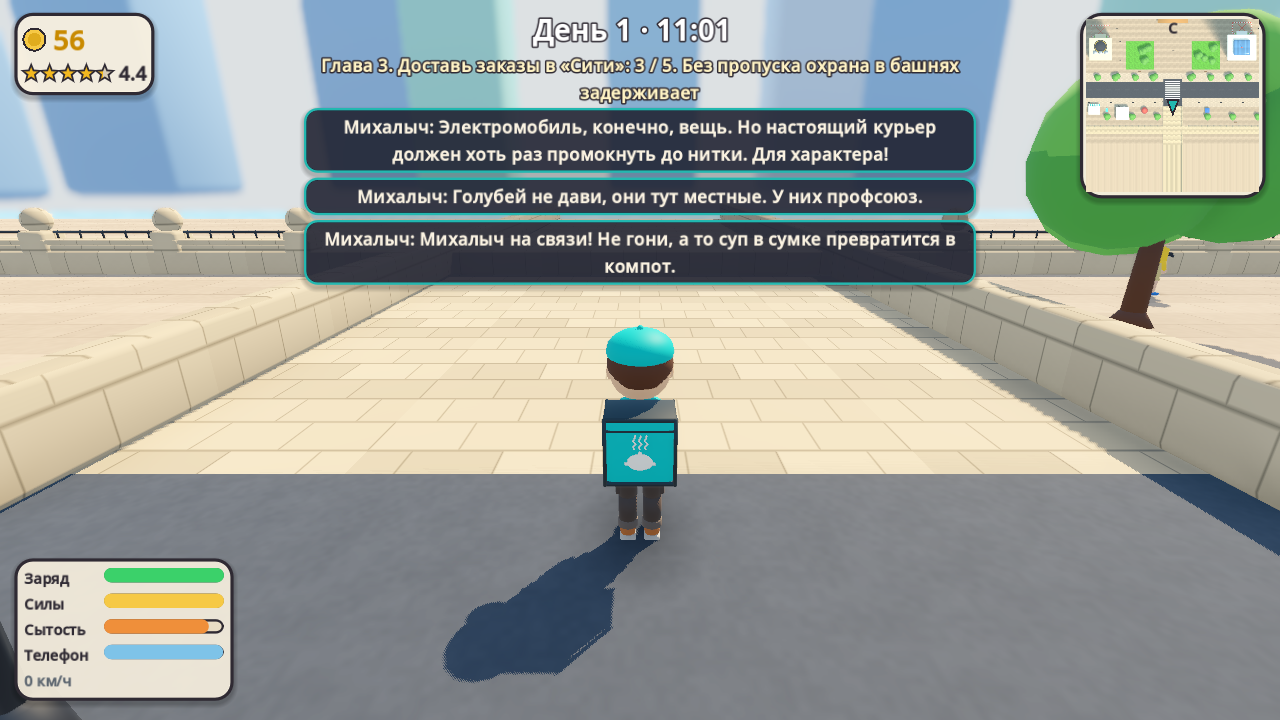 56
4.4
День 1 · 11:01
Глава 3. Доставь заказы в «Сити»: 3 / 5. Без пропуска охрана в башнях
задерживает
Михалыч: Электромобиль, конечно, вещь. Но настоящий курьер
должен хоть раз промокнуть до нитки. Для характера!
Михалыч: Голубей не дави, они тут местные. У них профсоюз.
Михалыч: Михалыч на связи! Не гони, а то суп в сумке превратится в
компот.
С
Заряд
Силы
Сытость
Телефон
0 км/ч